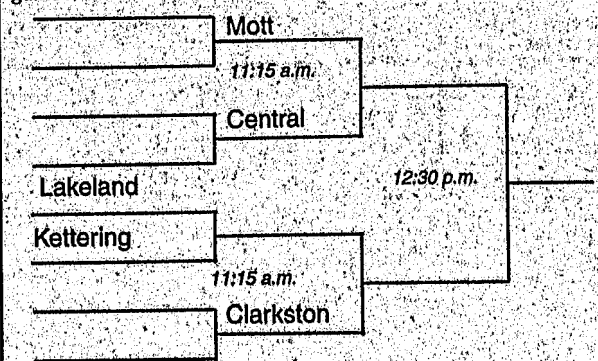 Mott
11:15 a.m.
Central
12:30 p.m.
Lakeland
Kettering
11:15 a.m.
Clarkston